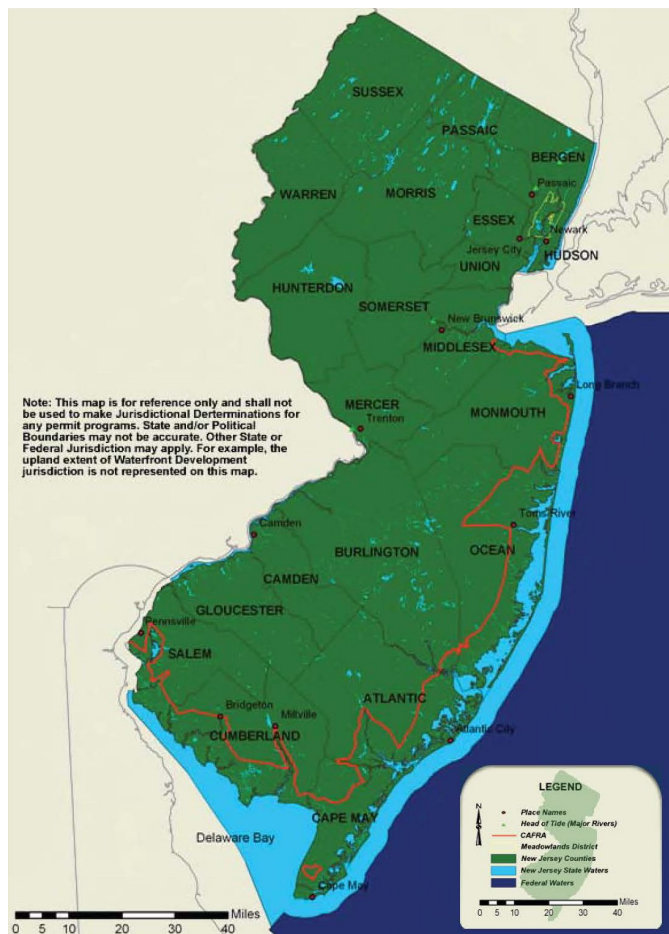 SUSSEX
PASSAIC
BERGEN
Passaic
WARREN
MORRIS
ESSEX
Newark
Jersey City
HUDSON
UNION
HUNTERDON
SOMERSET
New Brunswick
MIDDLESEX
Long Branch
Note: This map is for reference only and shall not
be used to make Jurisdictional Derterminations for
any permit programs. State and/or Political
Boundaries may not be accurate. Other State or
Federal Jurisdiction may apply. For example, the
upland extent of Waterfront Development
jurisdiction is not represented on this map.
MERCER
MONMOUTH
Trenton
Toms River
Camden
BURLINGTON
OCEAN
CAMDEN
GLOUCESTER
Pennsville
SALEM
ATLANTIC
Bridgeton
Millville
Atlantic City
CUMBERLAND
CAPE MAY
Delaware Bay
Cape May
LEGEND
N
Place Names
Head of Tide (Major Rivers)
CAFRA
Meadowlands District
New Jersey Counties
New Jersey State Waters
Federal Waters
Miles
0 5 10 20 30 40
Miles
0 5 10 20 30 40